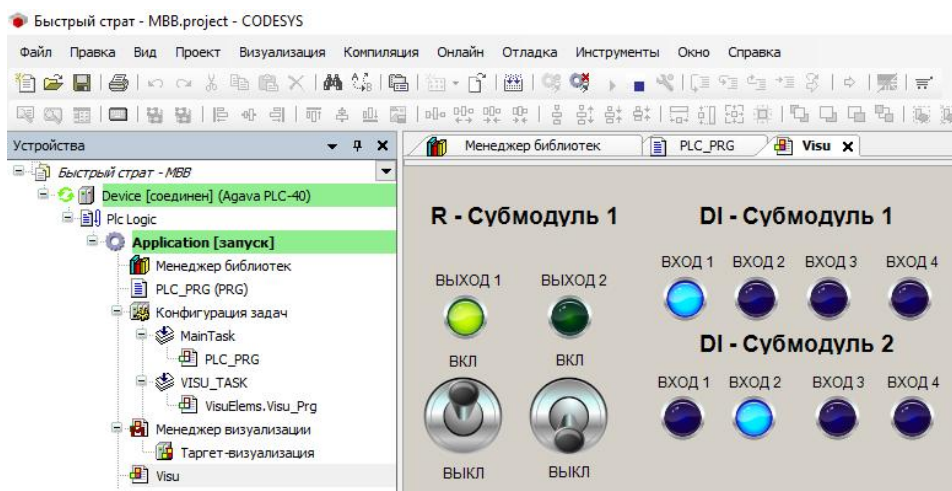 Быстрый страт - MBB.project - CODESYS
Файл Правка Вид Проект Визуализация Компиляция Онлайн Отладка Инструменты Окно Справка
Устройства
Менеджер библиотек PLC_PRG Visu
Быстрый страт - MBB
Device [соединен] (Agava PLC-40)
Plc Logic
Application [запуск]
Менеджер библиотек
PLC_PRG (PRG)
Конфигурация задач
MainTask
PLC_PRG
VISU_TASK
VisuElems.Visu_Prg
Менеджер визуализации
Таргет-визуализация
Visu
R - Субмодуль 1
ВЫХОД 1 ВЫХОД 2
ВКЛ ВКЛ
ВЫКЛ ВЫКЛ
DI - Субмодуль 1
ВХОД 1 ВХОД 2 ВХОД 3 ВХОД 4
DI - Субмодуль 2
ВХОД 1 ВХОД 2 ВХОД 3 ВХОД 4